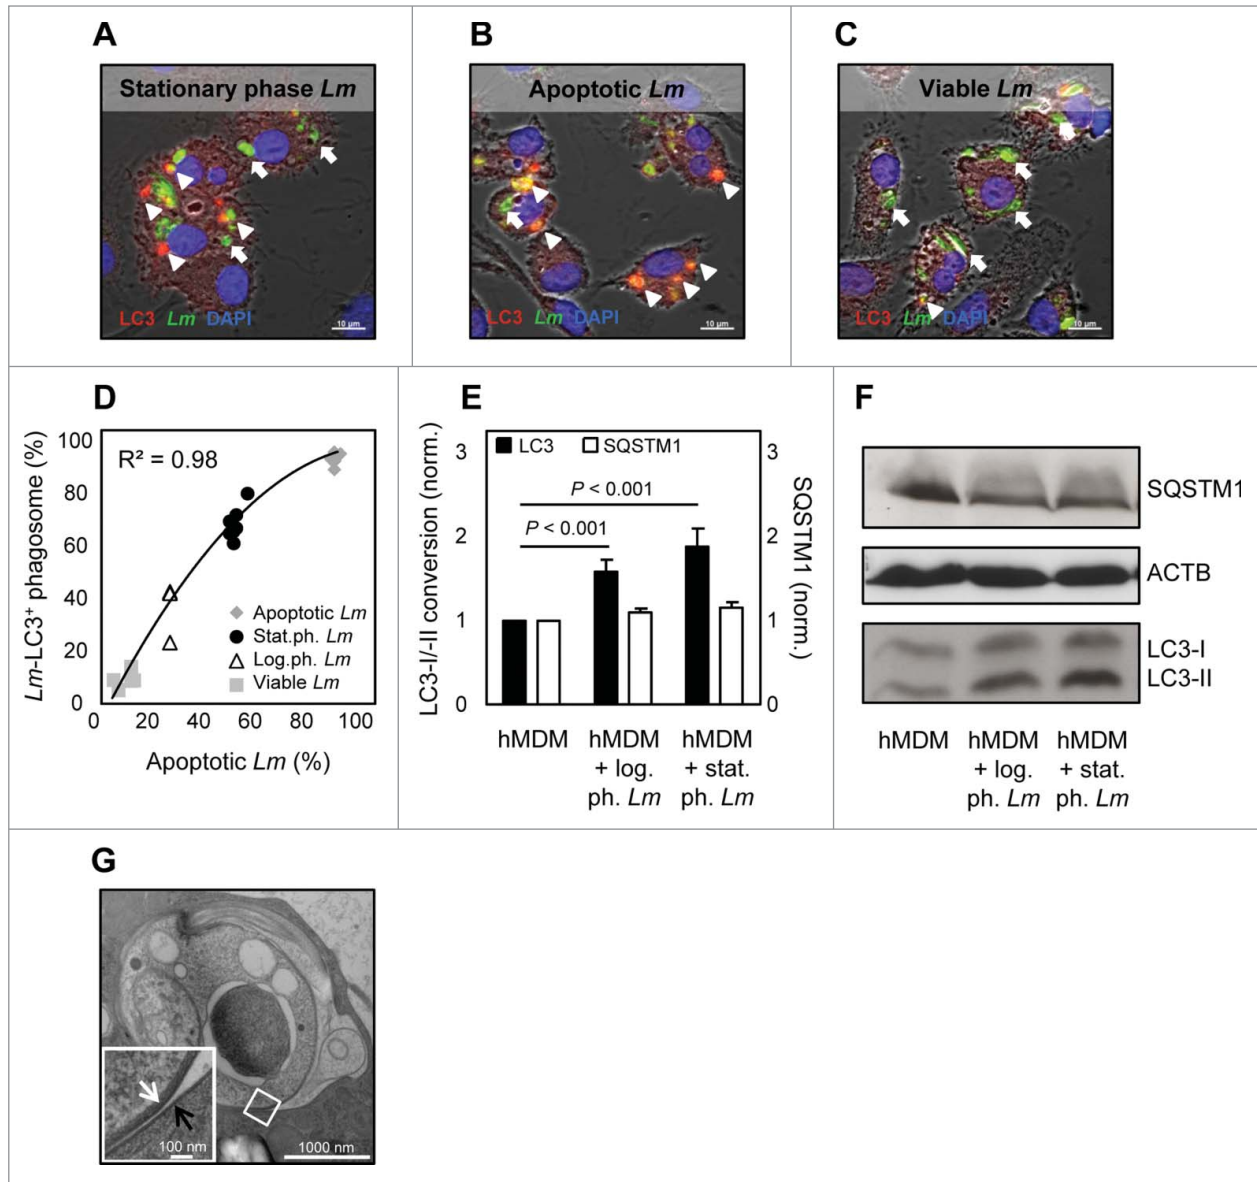 A
Stationary phase Lm
LC3 Lm DAPI
10 µm
B
Apoptotic Lm
LC3 Lm DAPI
10 µm
C
Viable Lm
LC3 Lm DAPI
10 µm
D
Lm-LC3⁺ phagosome (%)
100
80
60
40
20
0
R² = 0.98
Apoptotic Lm
Stat.ph. Lm
Log.ph. Lm
Viable Lm
0 20 40 60 80 100
Apoptotic Lm (%)
E
LC3-I/-II conversion (norm.)
3
2
1
0
LC3 SQSTM1
P < 0.001
P < 0.001
3
2
1
0
SQSTM1 (norm.)
hMDM
hMDM
+ log.
ph. Lm
hMDM
+ stat.
ph. Lm
F
SQSTM1
ACTB
LC3-I
LC3-II
hMDM
hMDM
+ log.
ph. Lm
hMDM
+ stat.
ph. Lm
G
100 nm
1000 nm